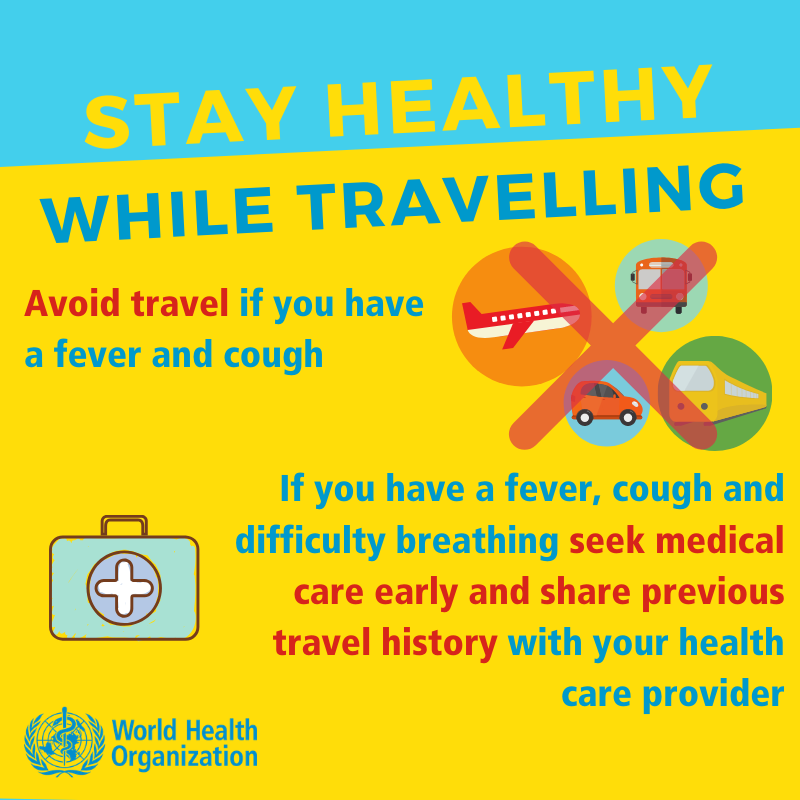 STAY HEALTHY
WHILE TRAVELLING
Avoid travel if you have
a fever and cough
If you have a fever, cough and
difficulty breathing seek medical
care early and share previous
travel history with your health
care provider
World Health
Organization